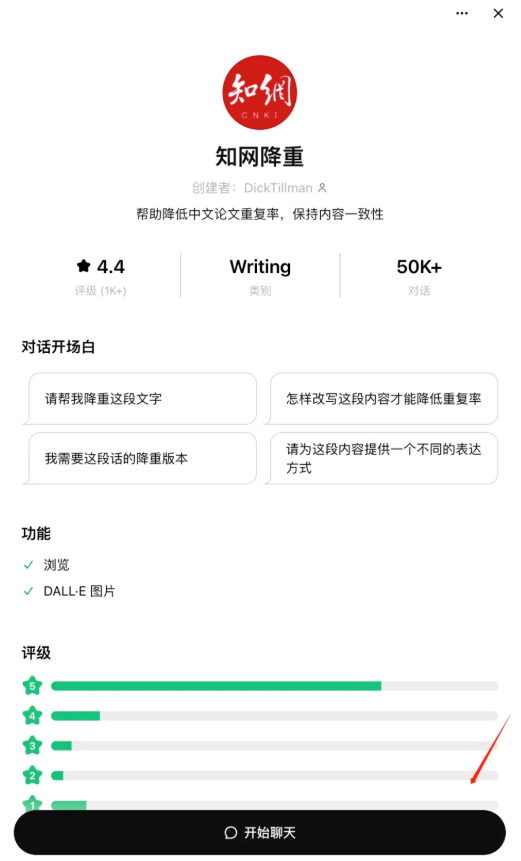 知網
CNKI
知网降重
创建者：DickTillman
帮助降低中文论文重复率，保持内容一致性
4.4
Writing
50K+
评级 (1K+)
类别
对话
对话开场白
请帮我降重这段文字
怎样改写这段内容才能降低重复率
我需要这段话的降重版本
请为这段内容提供一个不同的表达
方式
功能
浏览
DALL·E 图片
评级
5
4
3
2
1
开始聊天